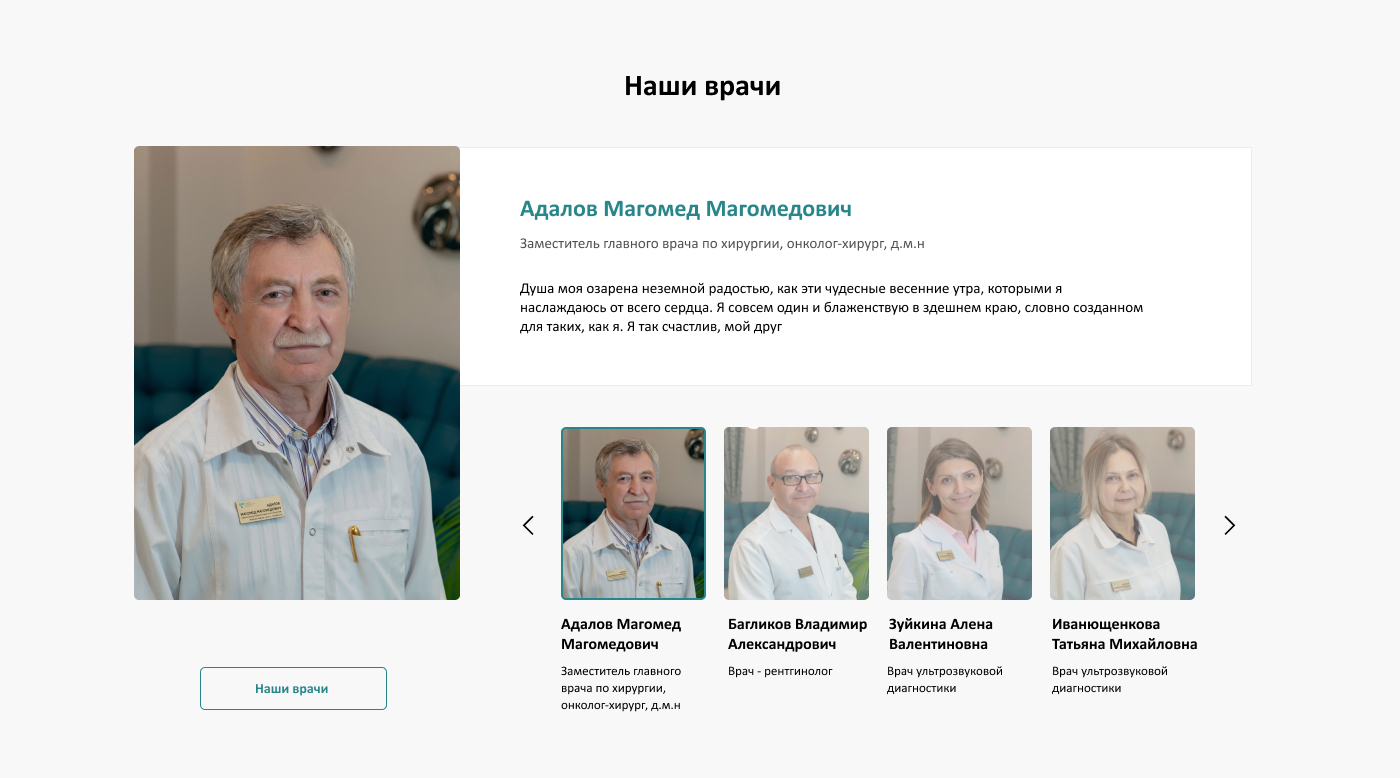 Наши врачи
Адалов Магомед Магомедович
Заместитель главного врача по хирургии, онколог-хирург, д.м.н
Душа моя озарена неземной радостью, как эти чудесные весенние утра, которыми я
наслаждаюсь от всего сердца. Я совсем один и блаженствую в здешнем краю, словно созданном
для таких, как я. Я так счастлив, мой друг
АДАЛОВ
МАГОМЕД МАГОМЕДОВИЧ
Адалов Магомед
Магомедович
Заместитель главного
врача по хирургии,
онколог-хирург, д.м.н
Багликов Владимир
Александрович
Врач - рентгинолог
Зуйкина Алена
Валентиновна
Врач ультрозвуковой
диагностики
Иванющенкова
Татьяна Михайловна
Врач ультрозвуковой
диагностики
Наши врачи